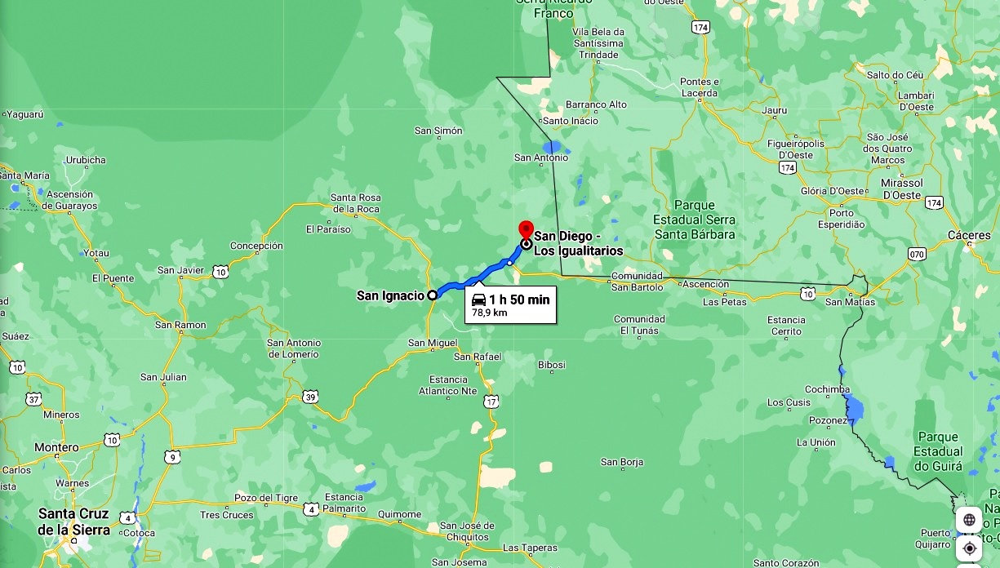 Serra Ricardo
Franco
do Oeste
174
Vila Bela da
Santíssima
Trindade
Pontes e
Lacerda
Salto do Céu
Lambari
D'Oeste
Barranco Alto
Santo Inácio
Jauru
Yaguarú
San Simón
Figueirópolis
D'Oeste
São José
dos Quatro
Marcos
Urubicha
San Antonio
174
Santa María
Mirassol
D'Oeste
Glória D'Oeste
174
Ascensión
de Guarayos
Santa Rosa
de la Roca
El Paraíso
Parque
Estadual Serra
Santa Bárbara
Porto
Esperidião
San Diego -
Los Igualitarios
Cáceres
Concepción
Yotau
070
San Javier
10
El Puente
Comunidad
San Bartolo
Ascención
San Ignacio
1 h 50 min
78,9 km
Las Petas
10
San Matías
San Ramon
Comunidad
El Tunás
Estancia
Cerrito
Suáez
San Antonio
de Lomerío
San Miguel
San Rafael
Bibosi
10
San Julian
Estancia
Atlantico Nte
37
39
17
Cochimba
Los Cusis
Mineros
Pozonez
10
Montero
9
La Unión
Parque
Estadual
do Guirá
San Borja
Carlos
Warnes
Pozo del Tigre
Estancia
Palmarito
4
Tres Cruces
Quimome
Santa Cruz
de la Sierra
4
Cotoca
San José de
Chiquitos
Puerto
Quijarro
Las Taperas
San Josema
Santo Corazón